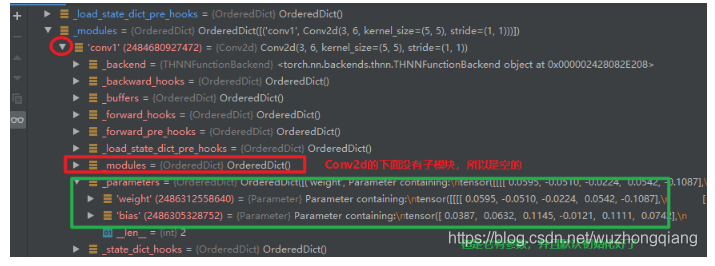 _load_state_dict_pre_hooks = {OrderedDict} OrderedDict()
_modules = {OrderedDict} OrderedDict([('conv1', Conv2d(3, 6, kernel_size=(5, 5), stride=(1, 1)))])
'conv1' (2484680927472) = {Conv2d} Conv2d(3, 6, kernel_size=(5, 5), stride=(1, 1))
_backend = {THNNFunctionBackend} <torch.nn.backends.thnn.THNNFunctionBackend object at 0x000002428082E208>
_backward_hooks = {OrderedDict} OrderedDict()
_buffers = {OrderedDict} OrderedDict()
_forward_hooks = {OrderedDict} OrderedDict()
_forward_pre_hooks = {OrderedDict} OrderedDict()
_load_state_dict_pre_hooks = {OrderedDict} OrderedDict()
_modules = {OrderedDict} OrderedDict() Conv2d的下面没有子模块，所以是空的
_parameters = {OrderedDict} OrderedDict([('weight', Parameter containing:\ntensor([[[[ 0.0595, -0.0510, -0.0224, 0.0542, -0.1087],\n
'weight' (2486312558640) = {Parameter} Parameter containing:\ntensor([[[[ 0.0595, -0.0510, -0.0224, 0.0542, -0.1087],\n [
'bias' (2486305328752) = {Parameter} Parameter containing:\ntensor([ 0.0387, 0.0632, 0.1145, -0.0121, 0.1111, 0.0742],\n
__len__ = {int} 2
https://blog.csdn.net/wuzhongqiang
_state_dict_hooks = {OrderedDict} OrderedDict()